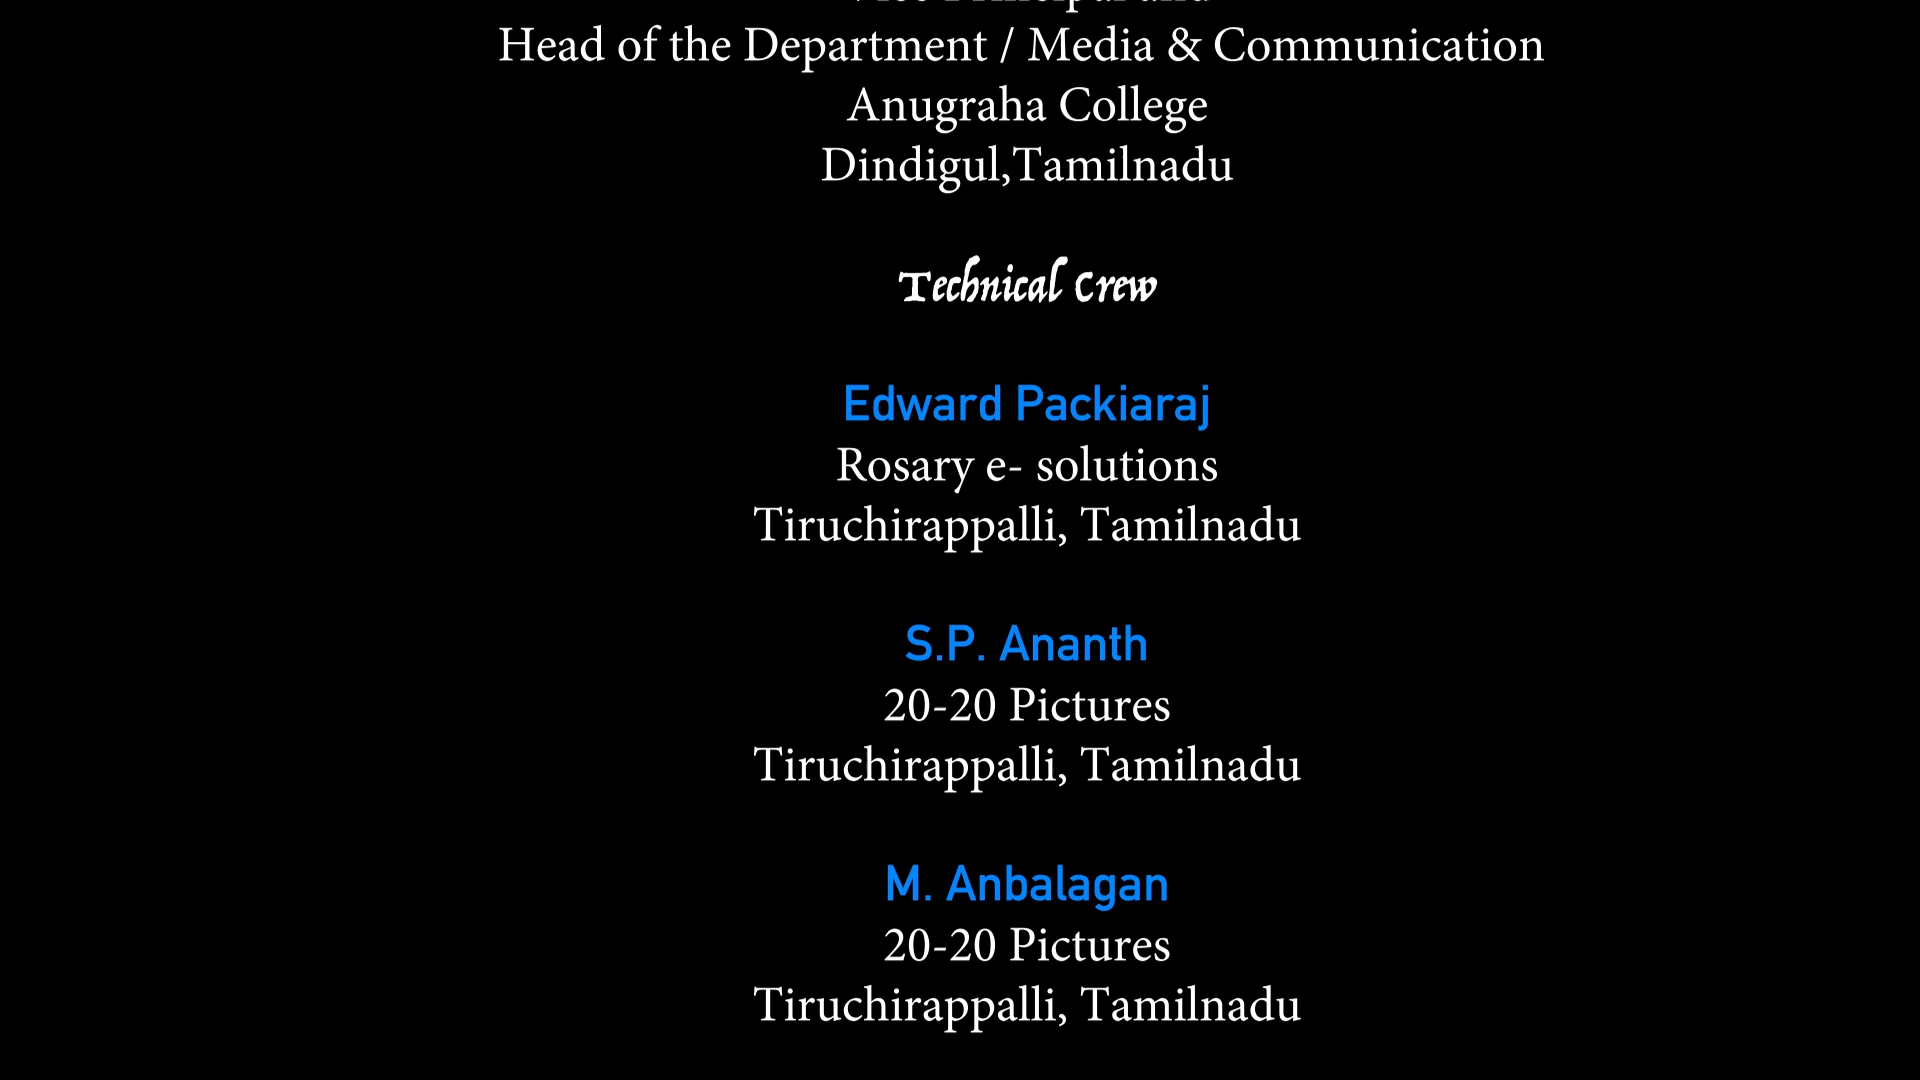 Head of the Department / Media & Communication
Anugraha College
Dindigul,Tamilnadu
Technical Crew
Edward Packiaraj
Rosary e- solutions
Tiruchirappalli, Tamilnadu
S.P. Ananth
20-20 Pictures
Tiruchirappalli, Tamilnadu
M. Anbalagan
20-20 Pictures
Tiruchirappalli, Tamilnadu